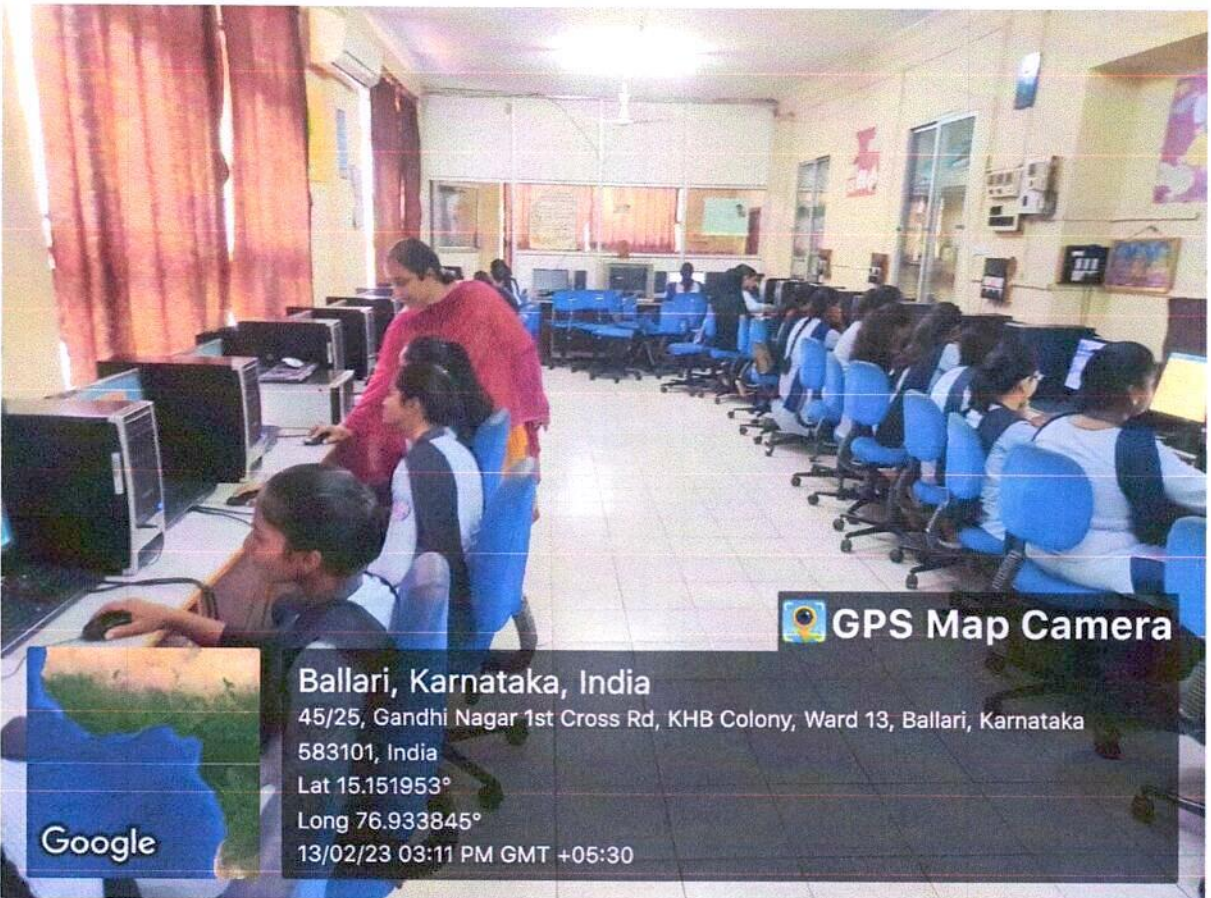 GPS Map Camera
Ballari, Karnataka, India
45/25, Gandhi Nagar 1st Cross Rd, KHB Colony, Ward 13, Ballari, Karnataka
583101, India
Lat 15.151953°
Long 76.933845°
13/02/23 03:11 PM GMT +05:30
Google